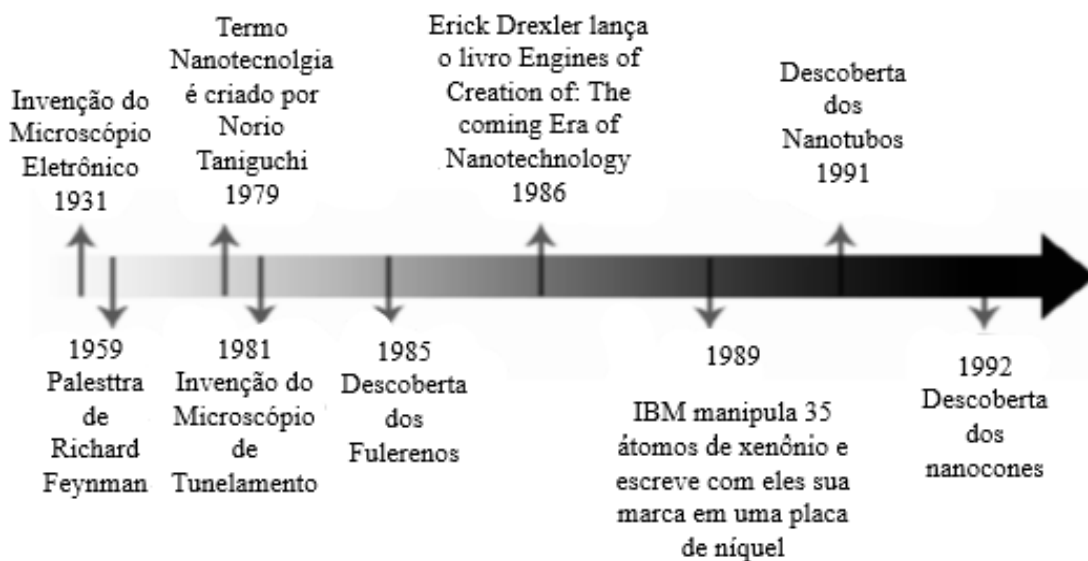 Invenção do
Microscópio
Eletrônico
1931
Termo
Nanotecnolgia
é criado por
Norio
Taniguchi
1979
Erick Drexler lança
o livro Engines of
Creation of: The
coming Era of
Nanotechnology
1986
Descoberta
dos
Nanotubos
1991
1959
Palesttra
de
Richard
Feynman
1981
Invenção do
Microscópio
de
Tunelamento
1985
Descoberta
dos
Fulerenos
1989
IBM manipula 35
átomos de xenônio e
escreve com eles sua
marca em uma placa
de níquel
1992
Descoberta
dos
nanocones